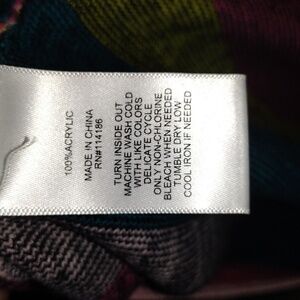 100%ACRYLIC
MADE IN CHINA
RN#114186
TURN INSIDE OUT
MACHINE WASH COLD
WITH LIKE COLORS
DELICATE CYCLE
ONLY NON-CHLORINE
BLEACH WHEN NEEDED
TUMBLE DRY LOW
COOL IRON IF NEEDED